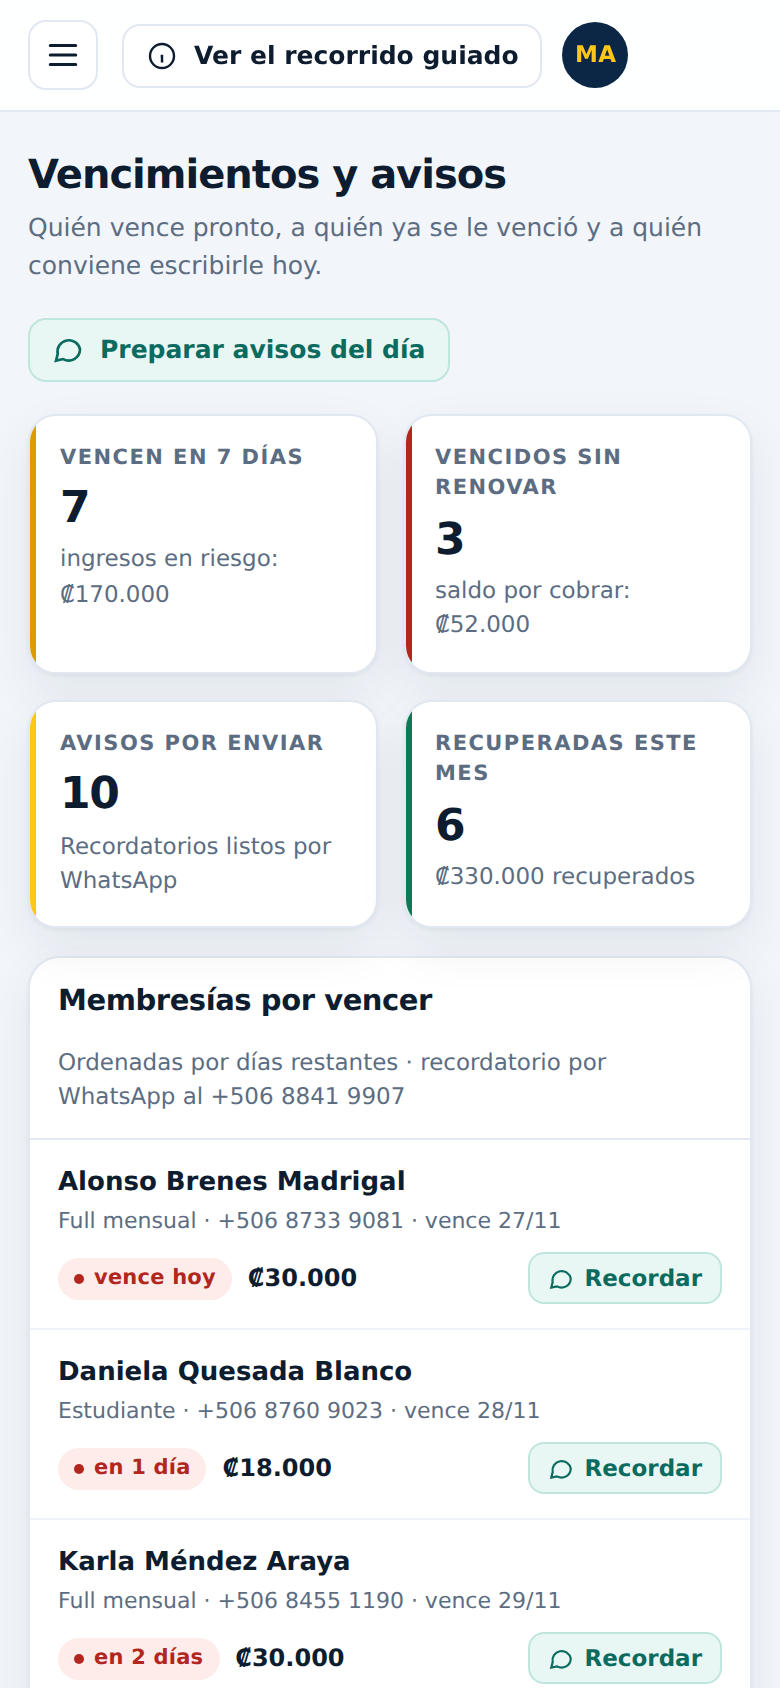 Ver el recorrido guiado
MA
Vencimientos y avisos
Quién vence pronto, a quién ya se le venció y a quién
conviene escribirle hoy.
Preparar avisos del día
VENCEN EN 7 DÍAS
7
ingresos en riesgo:
₡170.000
VENCIDOS SIN
RENOVAR
3
saldo por cobrar:
₡52.000
AVISOS POR ENVIAR
10
Recordatorios listos por
WhatsApp
RECUPERADAS ESTE
MES
6
₡330.000 recuperados
Membresías por vencer
Ordenadas por días restantes · recordatorio por
WhatsApp al +506 8841 9907
Alonso Brenes Madrigal
Full mensual · +506 8733 9081 · vence 27/11
vence hoy ₡30.000 Recordar
Daniela Quesada Blanco
Estudiante · +506 8760 9023 · vence 28/11
en 1 día ₡18.000 Recordar
Karla Méndez Araya
Full mensual · +506 8455 1190 · vence 29/11
en 2 días ₡30.000 Recordar